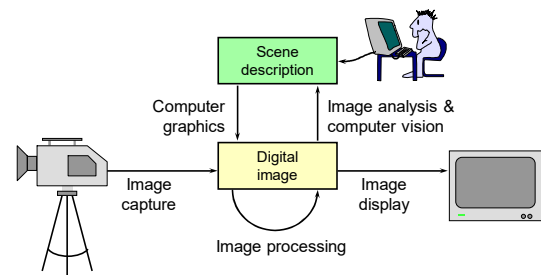 Scene
description
Computer
graphics
Image analysis &
computer vision
Digital
image
Image
capture
Image
display
Image processing